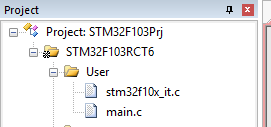 Project
Project: STM32F103Prj
STM32F103RCT6
User
stm32f10x_it.c
main.c